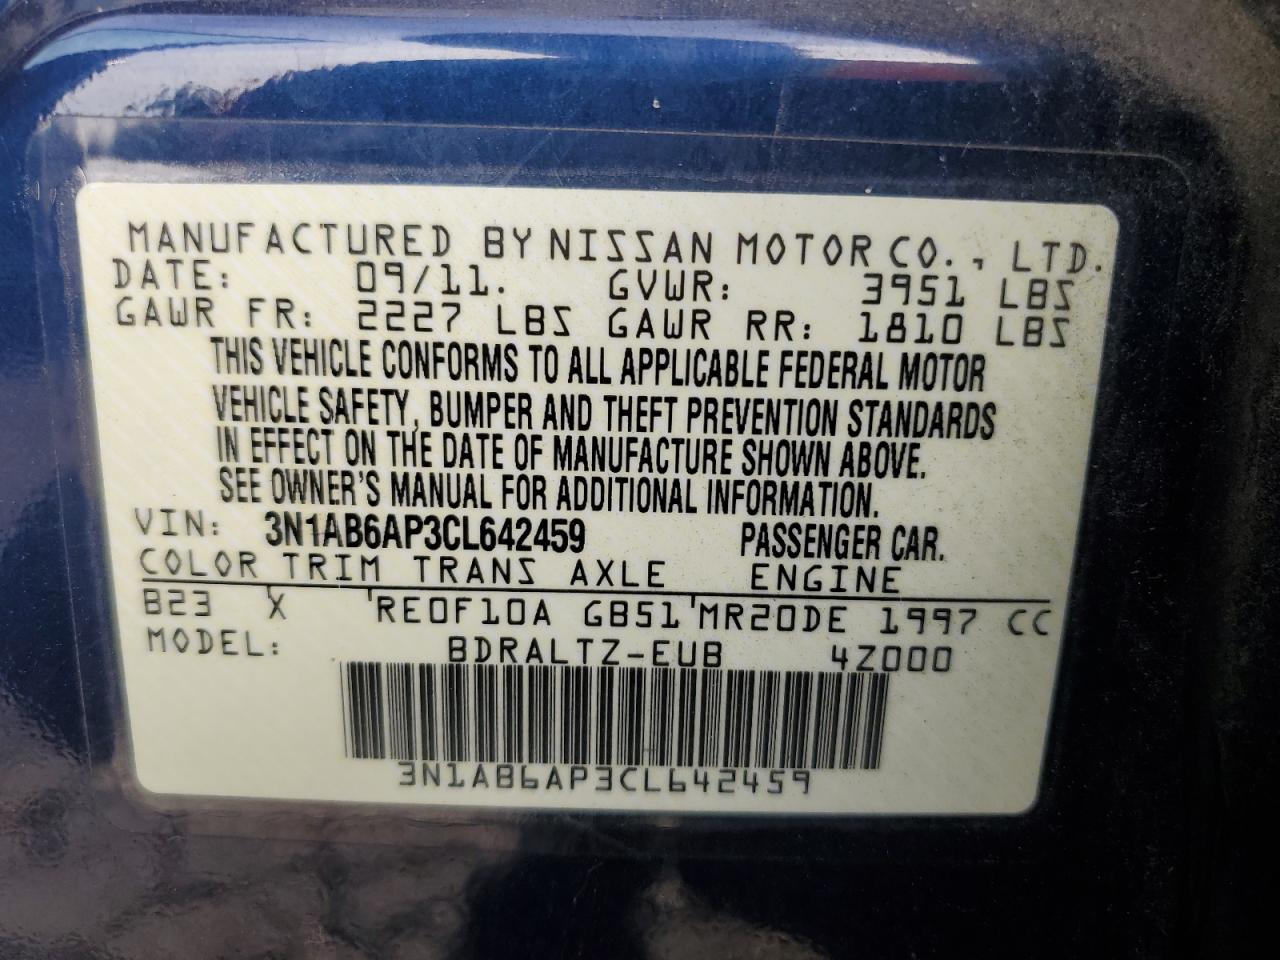 MANUFACTURED BY NISSAN MOTOR CO., LTD.
DATE: 09/11. GVWR: 3951 LBS
GAWR FR: 2227 LBS GAWR RR: 1810 LBS
THIS VEHICLE CONFORMS TO ALL APPLICABLE FEDERAL MOTOR
VEHICLE SAFETY, BUMPER AND THEFT PREVENTION STANDARDS
IN EFFECT ON THE DATE OF MANUFACTURE SHOWN ABOVE.
SEE OWNER'S MANUAL FOR ADDITIONAL INFORMATION.
VIN: 3N1AB6AP3CL642459 PASSENGER CAR.
COLOR TRIM TRANS AXLE ENGINE
B23 X RE0F10A GB51 MR20DE 1997 CC
MODEL: BDRALTZ-EUB 4Z000
3N1AB6AP3CL642459